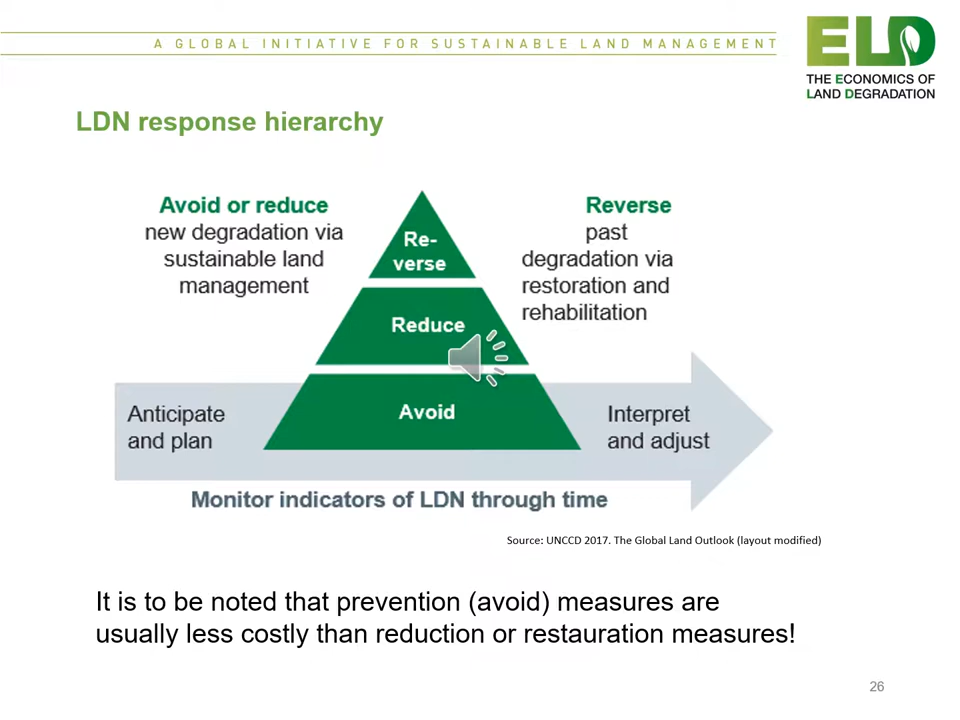 A GLOBAL INITIATIVE FOR SUSTAINABLE LAND MANAGEMENT
ELD
THE ECONOMICS OF
LAND DEGRADATION
LDN response hierarchy
Avoid or reduce
new degradation via
sustainable land
management
Re-
verse
Reverse
past
degradation via
restoration and
rehabilitation
Reduce
Anticipate
and plan
Avoid
Interpret
and adjust
Monitor indicators of LDN through time
Source: UNCCD 2017. The Global Land Outlook (layout modified)
It is to be noted that prevention (avoid) measures are
usually less costly than reduction or restauration measures!
26